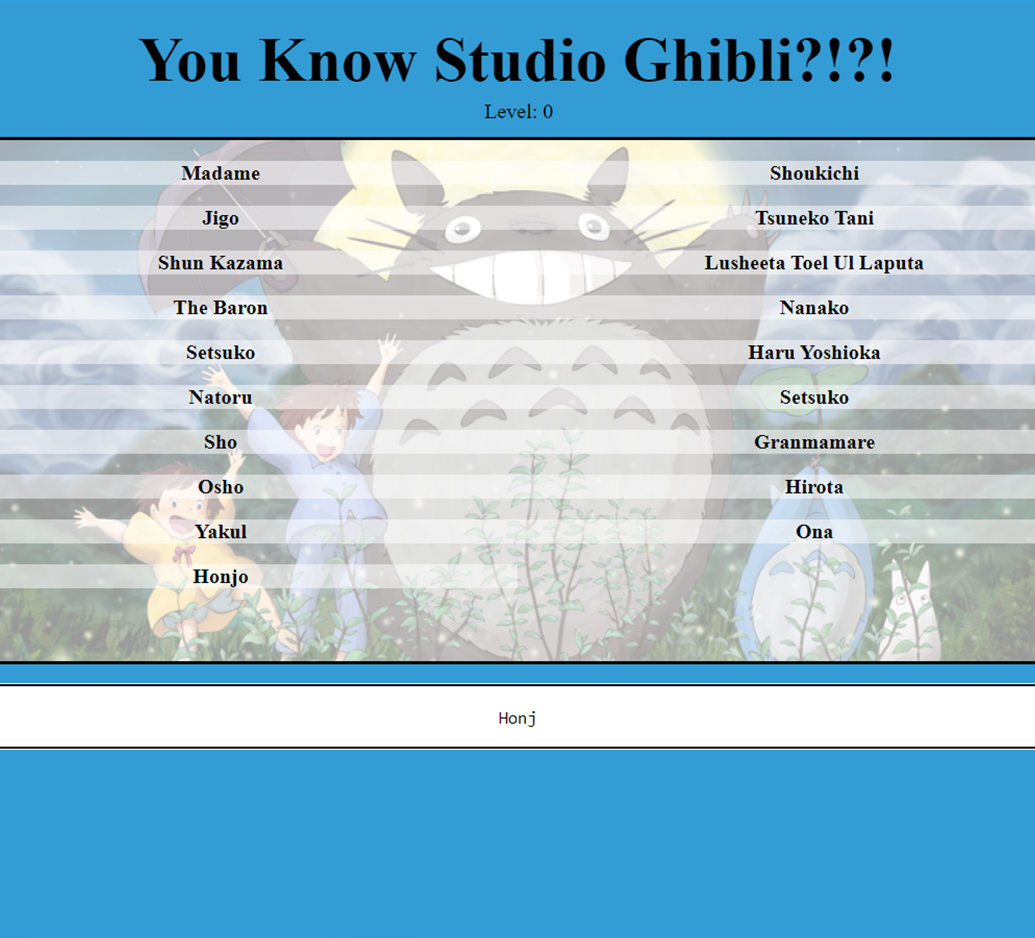 You Know Studio Ghibli?!?!
Level: 0
Madame
Shoukichi
Jigo
Tsuneko Tani
Shun Kazama
Lusheeta Toel Ul Laputa
The Baron
Nanako
Setsuko
Haru Yoshioka
Natoru
Setsuko
Sho
Granmamare
Osho
Hirota
Yakul
Ona
Honjo
Honj